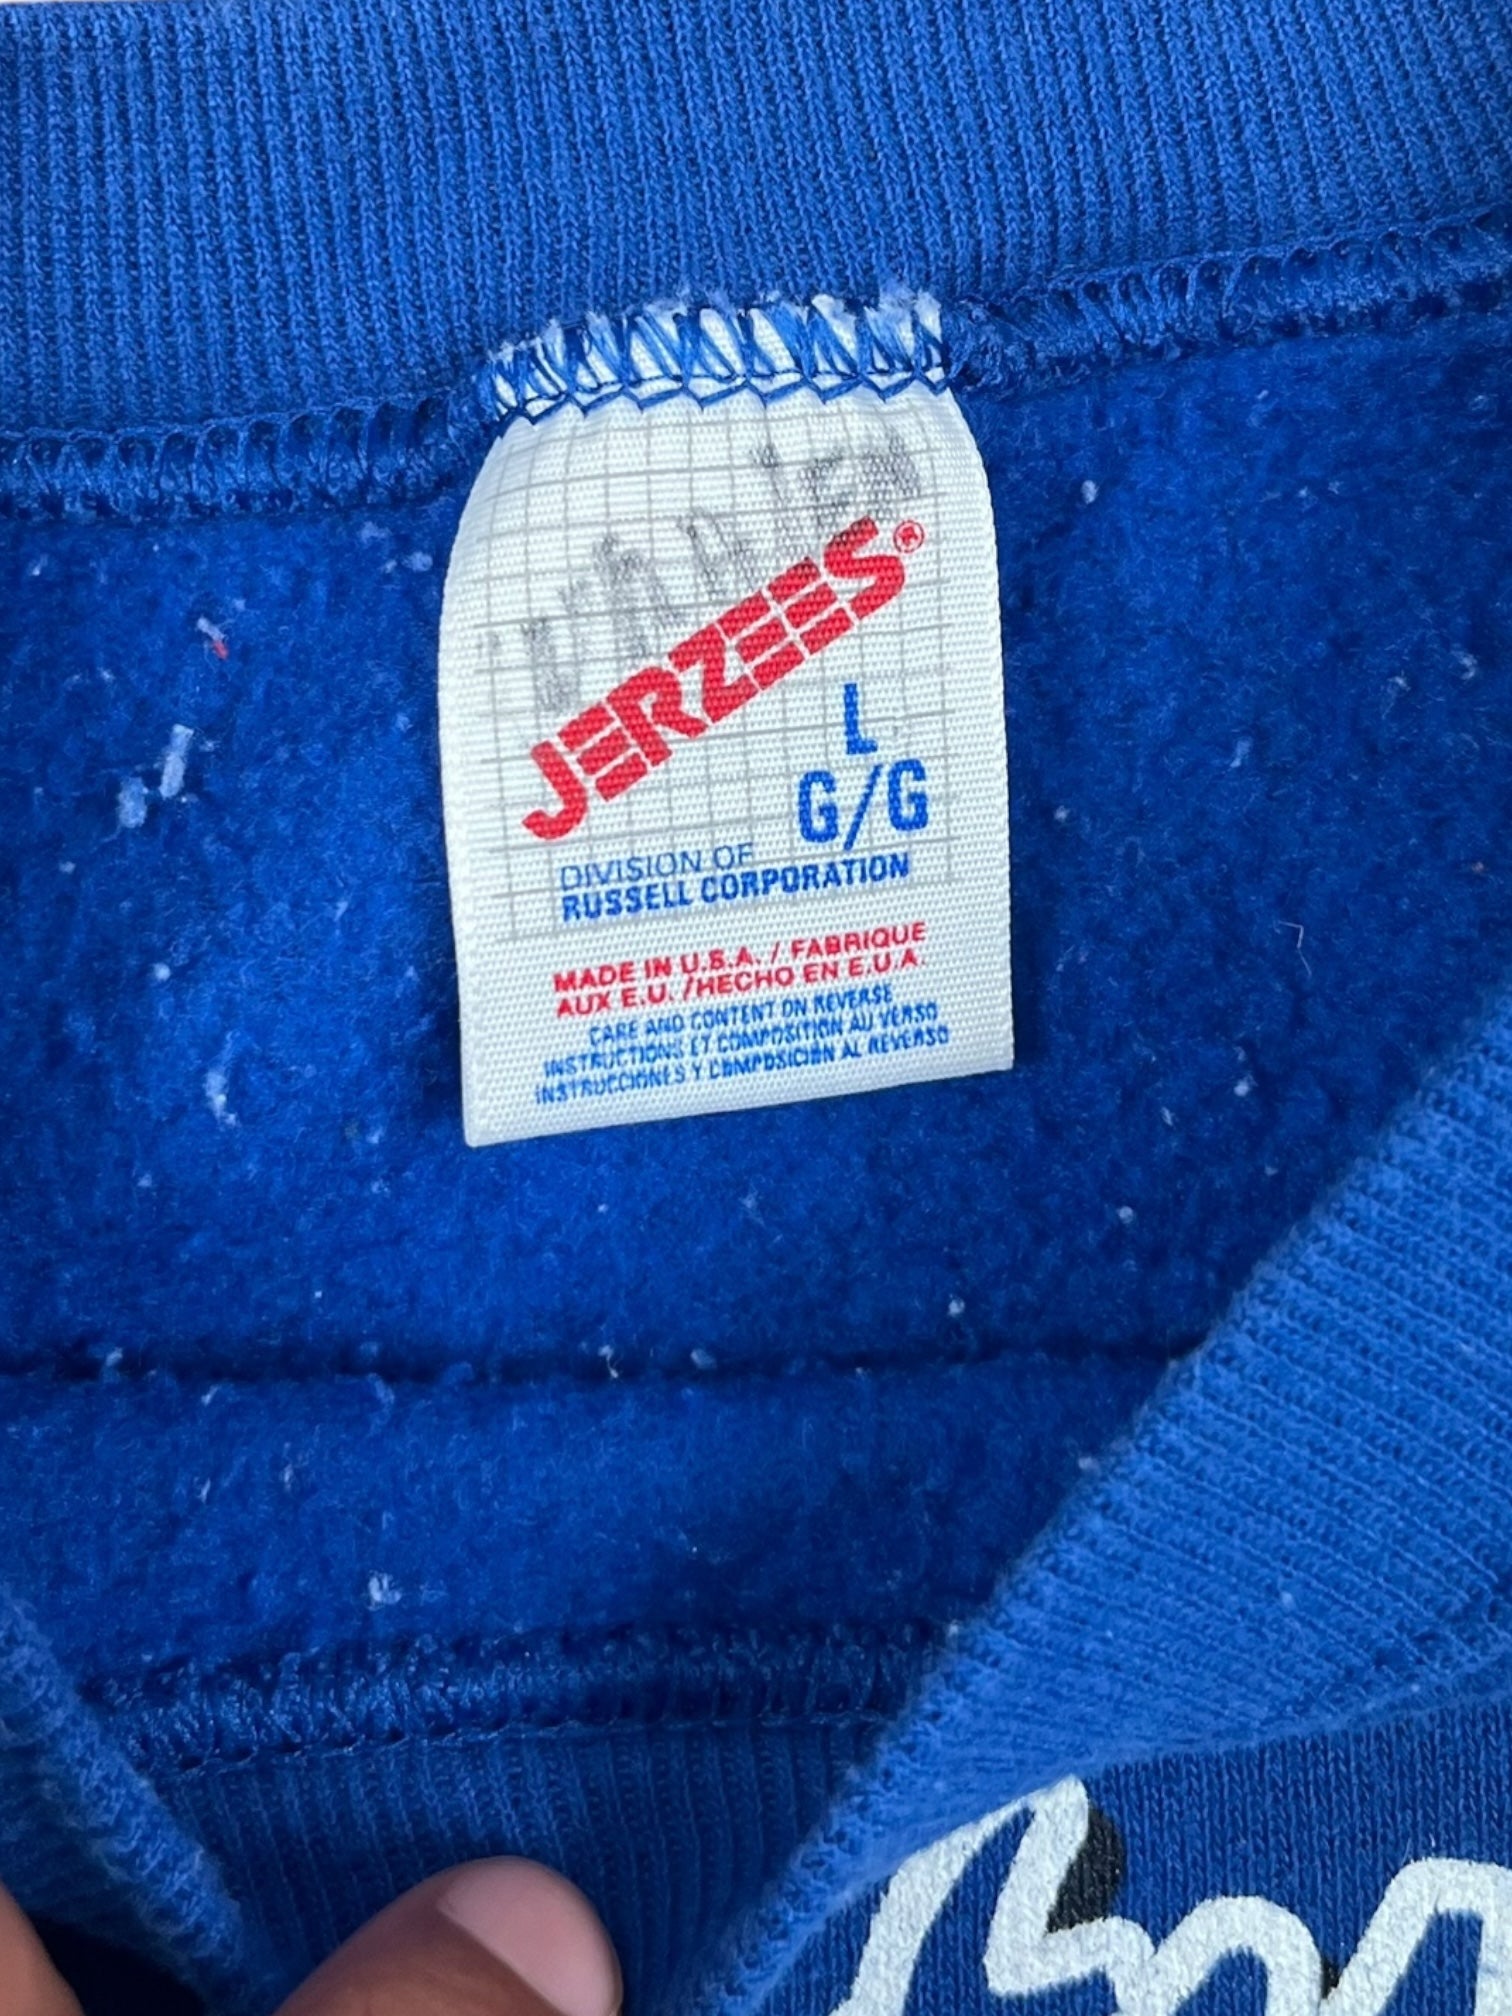 JERZEES®
L
G/G
DIVISION OF
RUSSELL CORPORATION
MADE IN U.S.A. / FABRIQUE
AUX E.U. /HECHO EN E.U.A.
CARE AND CONTENT ON REVERSE
INSTRUCTIONS ET COMPOSITION AU VERSO
INSTRUCCIONES Y COMPOSICIÓN AL REVERSO